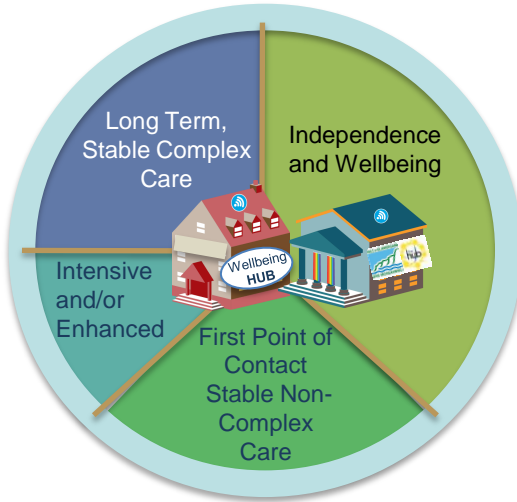 Long Term,
Stable Complex
Care
Independence
and Wellbeing
Wellbeing
HUB
hub
Intensive
and/or
Enhanced
First Point of
Contact
Stable Non-
Complex
Care